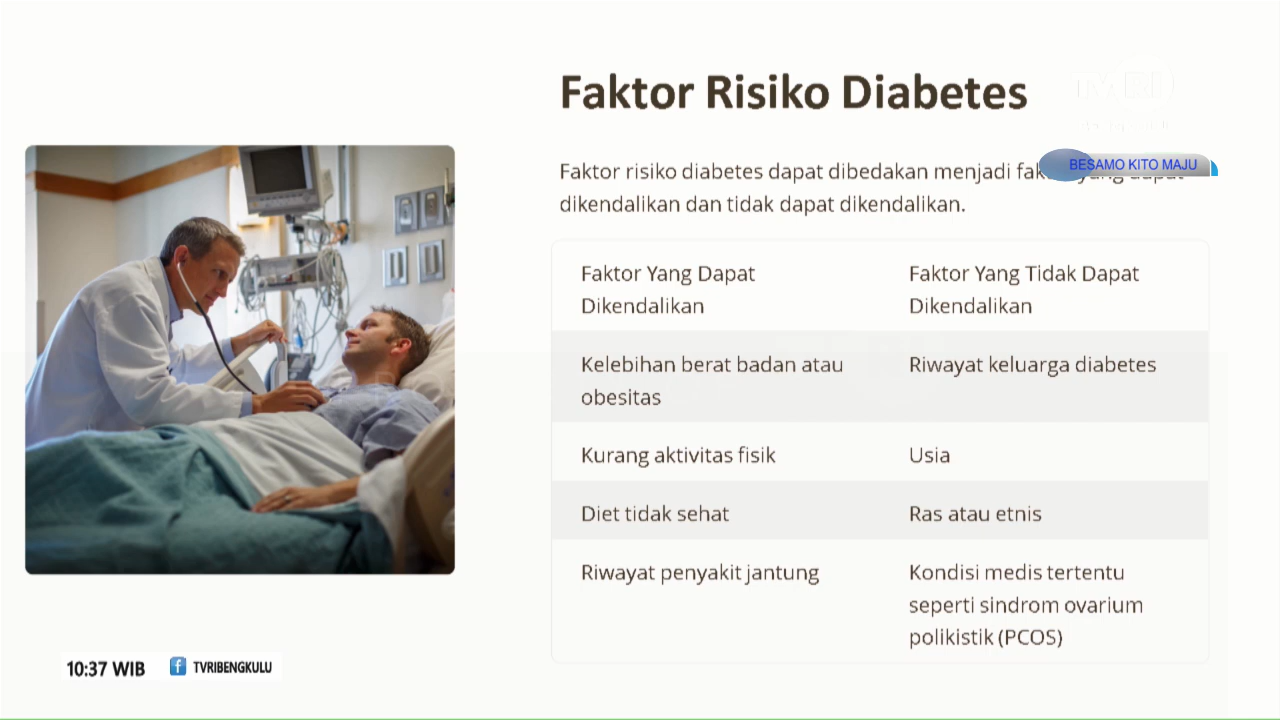 Faktor Risiko Diabetes
BESAMO KITO MAJU
Faktor risiko diabetes dapat dibedakan menjadi yang dapat
dikendalikan dan tidak dapat dikendalikan.
Faktor Yang Dapat
Dikendalikan
Faktor Yang Tidak Dapat
Dikendalikan
Kelebihan berat badan atau
obesitas
Riwayat keluarga diabetes
Kurang aktivitas fisik
Usia
Diet tidak sehat
Ras atau etnis
Riwayat penyakit jantung
Kondisi medis tertentu
seperti sindrom ovarium
polikistik (PCOS)
10:37 WIB
f TVRIBENGKULU